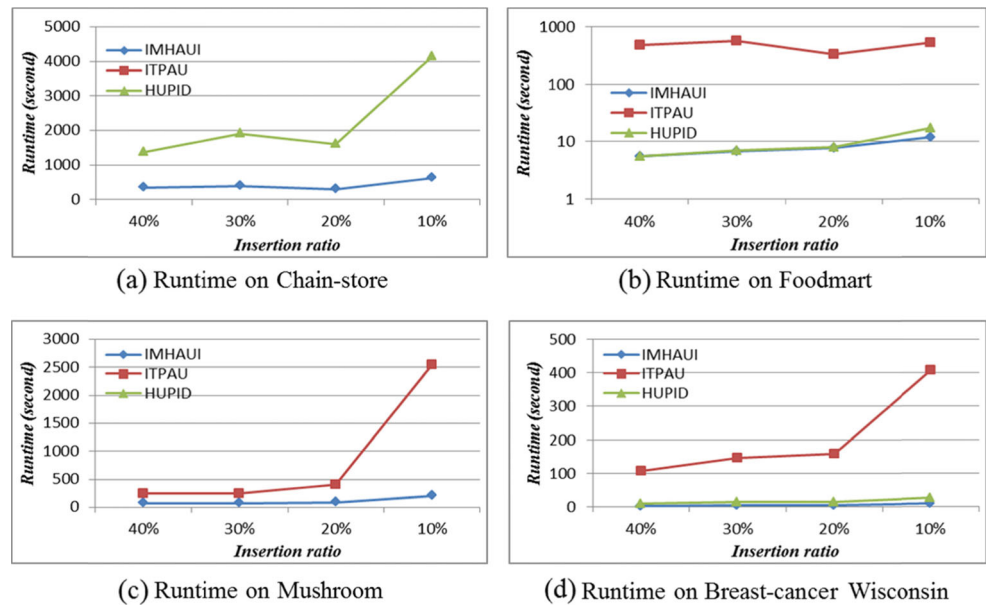 5000
4000
3000
2000
1000
0
Runtime (second)
IMHAUI
ITPAU
HUPID
40% 30% 20% 10%
Insertion ratio
(a) Runtime on Chain-store
1000
100
10
1
Runtime (second)
IMHAUI
ITPAU
HUPID
40% 30% 20% 10%
Insertion ratio
(b) Runtime on Foodmart
3000
2500
2000
1500
1000
500
0
Runtime (second)
IMHAUI
ITPAU
HUPID
40% 30% 20% 10%
Insertion ratio
(c) Runtime on Mushroom
500
400
300
200
100
0
Runtime (second)
IMHAUI
ITPAU
HUPID
40% 30% 20% 10%
Insertion ratio
(d) Runtime on Breast-cancer Wisconsin